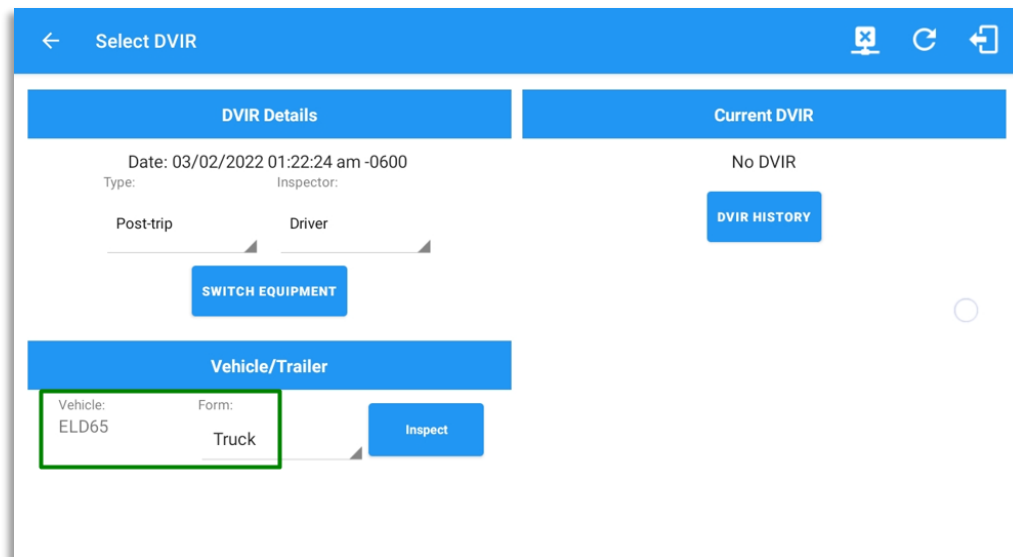 Select DVIR
DVIR Details
Date: 03/02/2022 01:22:24 am -0600
Type: Inspector:
Post-trip Driver
SWITCH EQUIPMENT
Vehicle/Trailer
Vehicle: Form:
ELD65 Truck
Inspect
Current DVIR
No DVIR
DVIR HISTORY